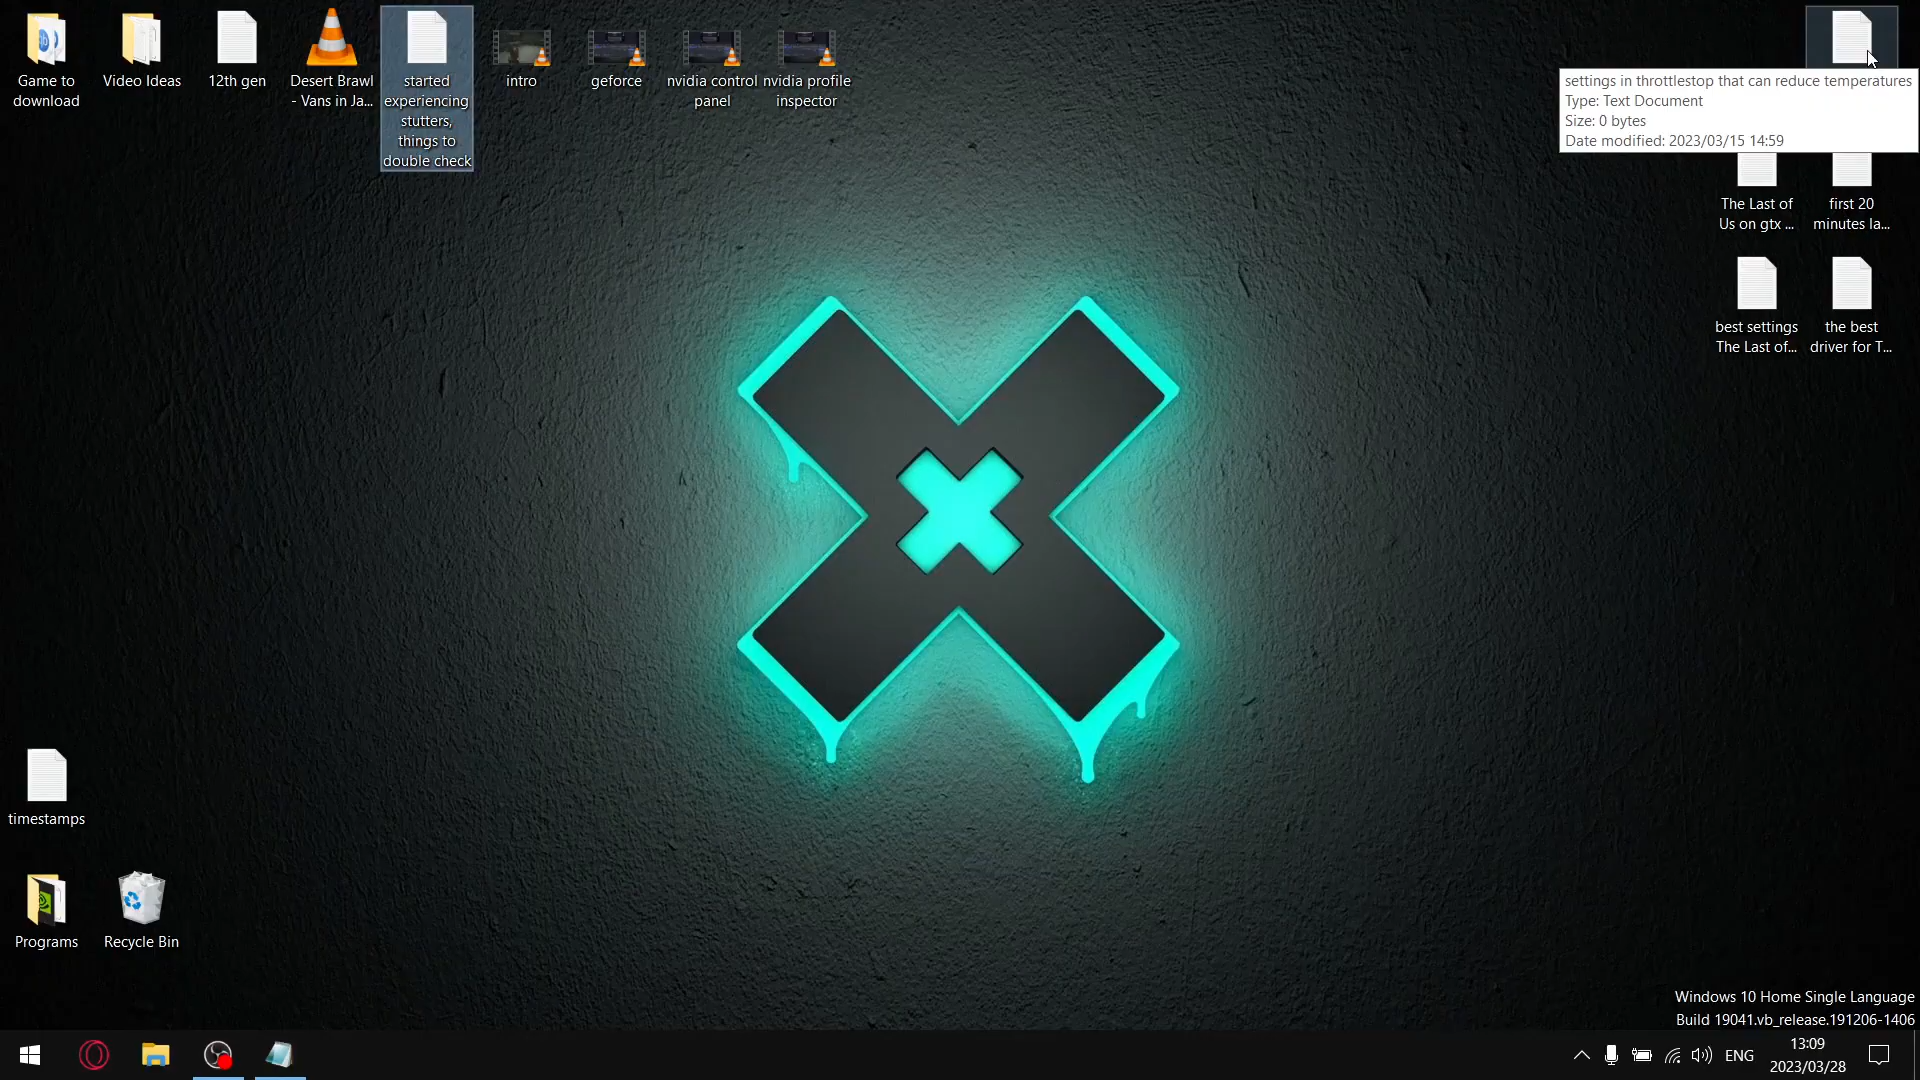 Game to
download
Video Ideas
12th gen
Desert Brawl
- Vans in Ja...
started
experiencing
stutters,
things to
double check
intro
geforce
nvidia control
panel
nvidia profile
inspector
settings in throttlestop that can reduce temperatures
Type: Text Document
Size: 0 bytes
Date modified: 2023/03/15 14:59
The Last of
Us on gtx ...
first 20
minutes la...
best settings
The Last of...
the best
driver for T...
timestamps
Programs
Recycle Bin
Windows 10 Home Single Language
Build 19041.vb_release.191206-1406
ENG
13:09
2023/03/28